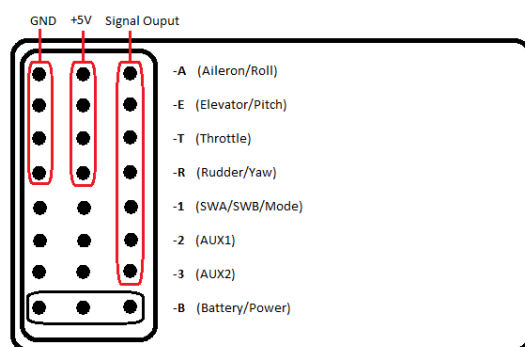 GND +5V Signal Ouput
-A (Aileron/Roll)
-E (Elevator/Pitch)
-T (Throttle)
-R (Rudder/Yaw)
-1 (SWA/SWB/Mode)
-2 (AUX1)
-3 (AUX2)
-B (Battery/Power)